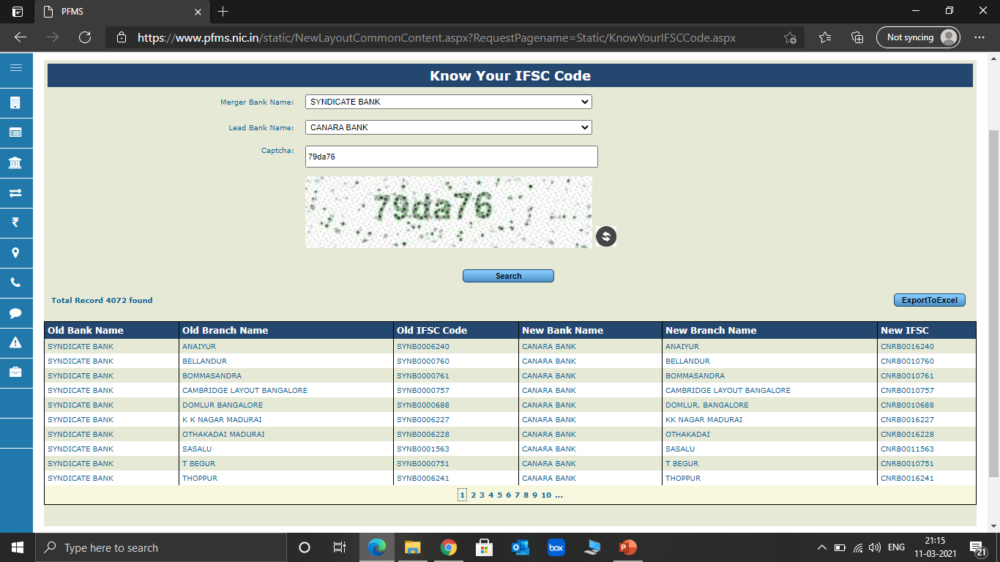 PFMS
https://www.pfms.nic.in/static/NewLayoutCommonContent.aspx?RequestPagename=Static/KnowYourIFSCCode.aspx Not syncing
Know Your IFSC Code
Merger Bank Name: SYNDICATE BANK
Lead Bank Name: CANARA BANK
Captcha: 79da76
79da76
Search
Total Record 4072 found ExportToExcel
Old Bank Name Old Branch Name Old IFSC Code New Bank Name New Branch Name New IFSC
SYNDICATE BANK ANAIYUR SYNB0006240 CANARA BANK ANAIYUR CNRB0016240
SYNDICATE BANK BELLANDUR SYNB0000760 CANARA BANK BELLANDUR CNRB0010760
SYNDICATE BANK BOMMASANDRA SYNB0000761 CANARA BANK BOMMASANDRA CNRB0010761
SYNDICATE BANK CAMBRIDGE LAYOUT BANGALORE SYNB0000757 CANARA BANK CAMBRIDGE LAYOUT BANGALORE CNRB0010757
SYNDICATE BANK DOMLUR BANGALORE SYNB0000688 CANARA BANK DOMLUR, BANGALORE CNRB0010688
SYNDICATE BANK K K NAGAR MADURAI SYNB0006227 CANARA BANK KK NAGAR MADURAI CNRB0016227
SYNDICATE BANK OTHAKADAI MADURAI SYNB0006228 CANARA BANK OTHAKADAI CNRB0016228
SYNDICATE BANK SASALU SYNB0001563 CANARA BANK SASALU CNRB0011563
SYNDICATE BANK T BEGUR SYNB0000751 CANARA BANK T BEGUR CNRB0010751
SYNDICATE BANK THOPPUR SYNB0006241 CANARA BANK THOPPUR CNRB0016241
1 2 3 4 5 6 7 8 9 10 ...
Type here to search box ENG 21:15
11-03-2021 21